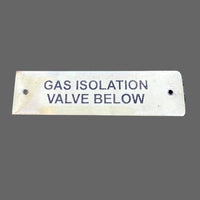 GAS ISOLATION
VALVE BELOW